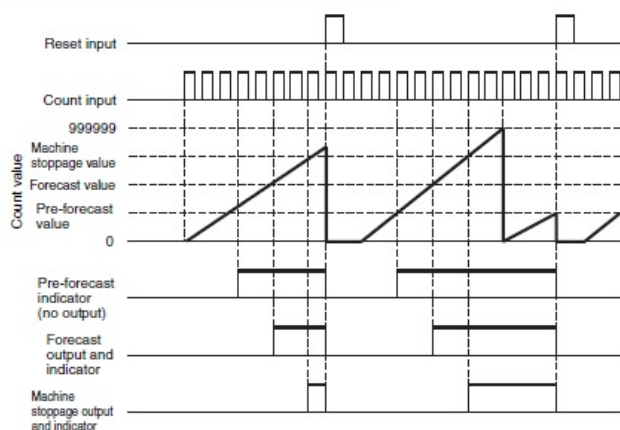 Reset input
Count input
999999
Machine
stoppage value
Forecast value
Pre-forecast
value
0
Count value
Pre-forecast
indicator
(no output)
Forecast
output and
indicator
Machine
stoppage output
and indicator